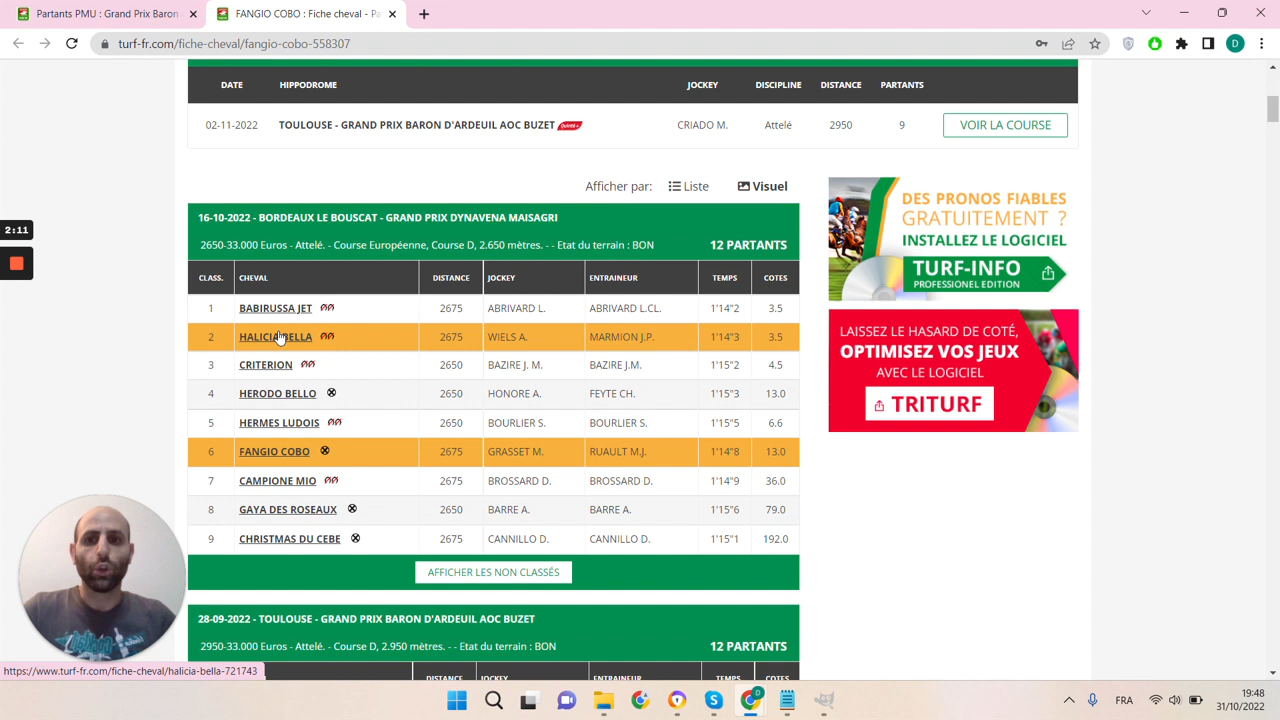 Partants PMU : Grand Prix Baron
FANGIO COBO : Fiche cheval - Pa
turf-fr.com/fiche-cheval/fangio-cobo-558307
D
DATE HIPPODROME JOCKEY DISCIPLINE DISTANCE PARTANTS
02-11-2022 TOULOUSE - GRAND PRIX BARON D'ARDEUIL AOC BUZET Quinté+ CRIADO M. Attelé 2950 9 VOIR LA COURSE
Afficher par: Liste Visuel
2:11
16-10-2022 - BORDEAUX LE BOUSCAT - GRAND PRIX DYNAVENA MAISAGRI
2650-33.000 Euros - Attelé. - Course Européenne, Course D, 2.650 mètres. - - Etat du terrain : BON 12 PARTANTS
CLASS. CHEVAL DISTANCE JOCKEY ENTRAINEUR TEMPS COTES
1 BABIRUSSA JET 2675 ABRIVARD L. ABRIVARD L.CL. 1'14"2 3.5
2 HALICIA BELLA 2675 WIELS A. MARMION J.P. 1'14"3 3.5
3 CRITERION 2650 BAZIRE J. M. BAZIRE J.M. 1'15"2 4.5
4 HERODO BELLO 2650 HONORE A. FEYTE CH. 1'15"3 13.0
5 HERMES LUDOIS 2650 BOURLIER S. BOURLIER S. 1'15"5 6.6
6 FANGIO COBO 2675 GRASSET M. RUAULT M.J. 1'14"8 13.0
7 CAMPIONE MIO 2675 BROSSARD D. BROSSARD D. 1'14"9 36.0
8 GAYA DES ROSEAUX 2650 BARRE A. BARRE A. 1'15"6 79.0
9 CHRISTMAS DU CEBE 2675 CANNILLO D. CANNILLO D. 1'15"1 192.0
AFFICHER LES NON CLASSÉS
28-09-2022 - TOULOUSE - GRAND PRIX BARON D'ARDEUIL AOC BUZET
2950-33.000 Euros - Attelé. - Course D, 2.950 mètres. - - Etat du terrain : BON 12 PARTANTS
DISTANCE JOCKEY ENTRAINEUR TEMPS COTES
DES PRONOS FIABLES
GRATUITEMENT ?
INSTALLEZ LE LOGICIEL
TURF-INFO
PROFESSIONEL EDITION
LAISSEZ LE HASARD DE COTÉ,
OPTIMISEZ VOS JEUX
AVEC LE LOGICIEL
TRITURF
https://www.turf-fr.com/fiche-cheval/halicia-bella-721743
D
FRA
19:48
31/10/2022